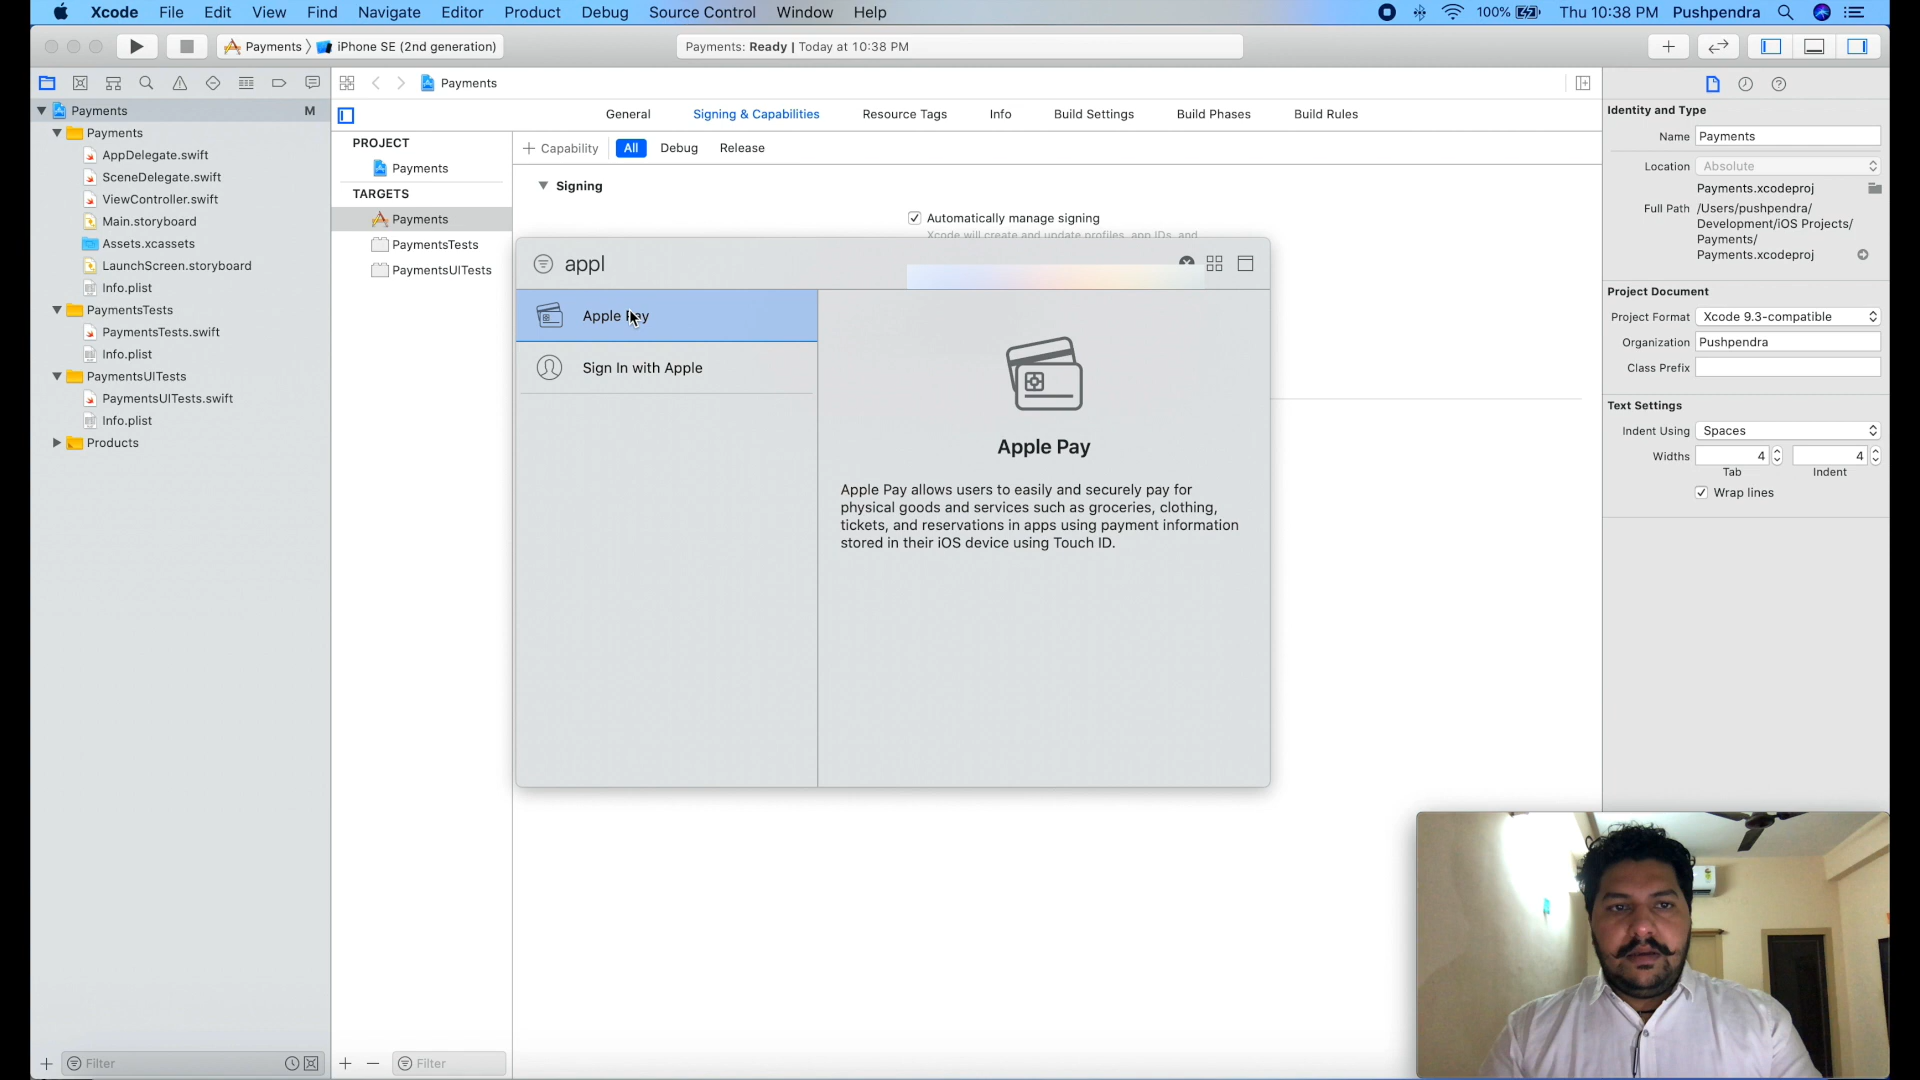 Xcode File Edit View Find Navigate Editor Product Debug Source Control Window Help 100% Thu 10:38 PM Pushpendra
Payments iPhone SE (2nd generation) Payments: Ready | Today at 10:38 PM
Payments M
Payments
AppDelegate.swift
SceneDelegate.swift
ViewController.swift
Main.storyboard
Assets.xcassets
LaunchScreen.storyboard
Info.plist
PaymentsTests
PaymentsTests.swift
Info.plist
PaymentsUITests
PaymentsUITests.swift
Info.plist
Products
Filter
Payments
General Signing & Capabilities Resource Tags Info Build Settings Build Phases Build Rules
PROJECT
Payments
TARGETS
Payments
PaymentsTests
PaymentsUITests
Filter
+ Capability All Debug Release
Signing
Automatically manage signing
Xcode will create and update profiles, app IDs, and
appl
Apple Pay
Sign In with Apple
Apple Pay
Apple Pay allows users to easily and securely pay for
physical goods and services such as groceries, clothing,
tickets, and reservations in apps using payment information
stored in their iOS device using Touch ID.
Identity and Type
Name Payments
Location Absolute
Payments.xcodeproj
Full Path /Users/pushpendra/
Development/iOS Projects/
Payments/
Payments.xcodeproj
Project Document
Project Format Xcode 9.3-compatible
Organization Pushpendra
Class Prefix
Text Settings
Indent Using Spaces
Widths 4 4
Tab Indent
Wrap lines